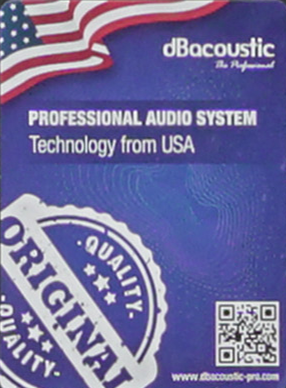 dBacoustic
The Professional
PROFESSIONAL AUDIO SYSTEM
Technology from USA
QUALITY
ORIGINAL
QUALITY
www.dbacoustic-pro.com